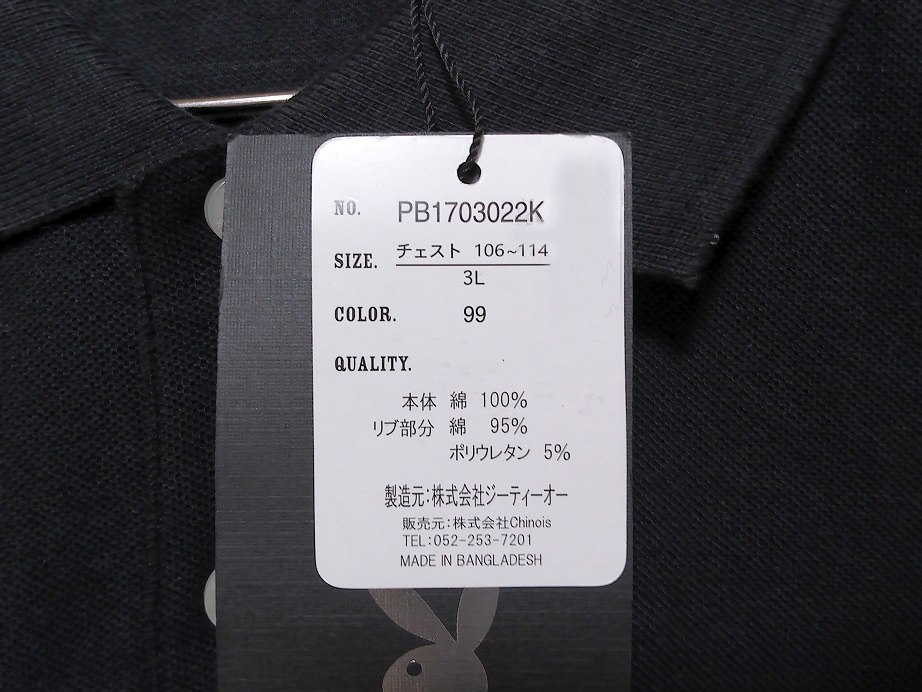 NO. PB1703022K
SIZE. チェスト 106~114
3L
COLOR. 99
QUALITY.
本体 綿 100%
リブ部分 綿 95%
ポリウレタン 5%
製造元:株式会社ジーティーオー
販売元:株式会社Chinois
TEL:052-253-7201
MADE IN BANGLADESH